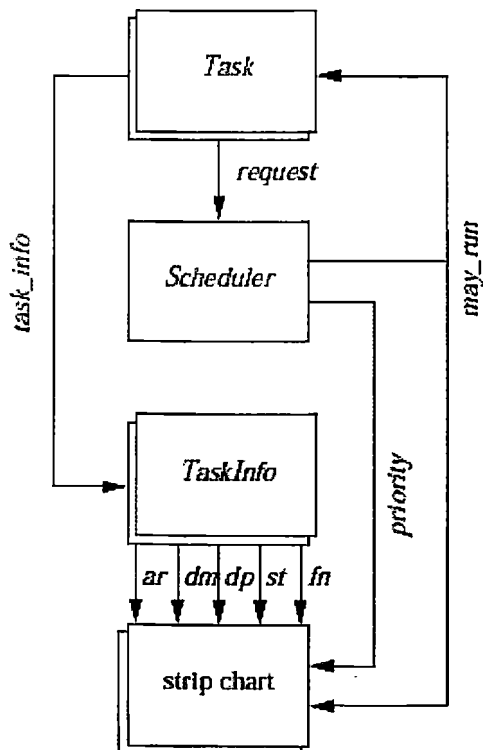 Task
request
task_info
may_run
Scheduler
TaskInfo
priority
ar dm dp st fn
strip chart